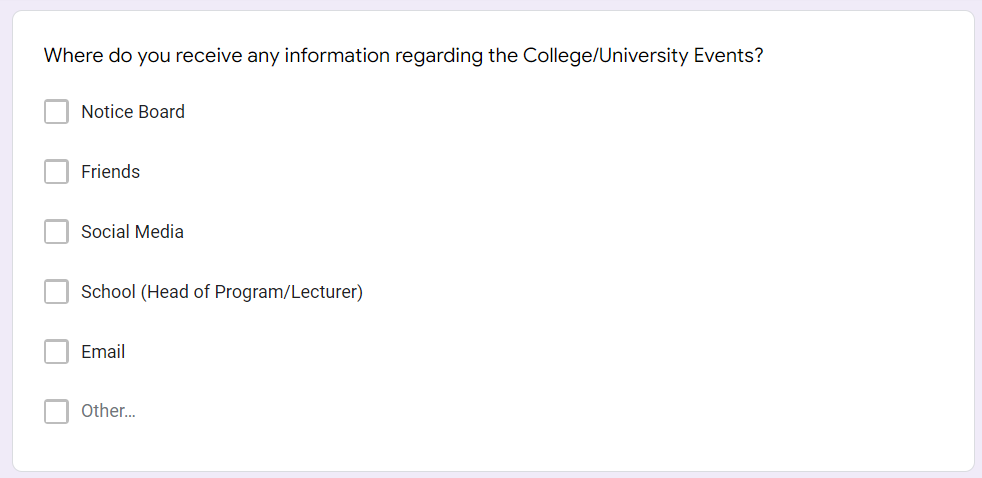 Where do you receive any information regarding the College/University Events?
Notice Board
Friends
Social Media
School (Head of Program/Lecturer)
Email
Other...